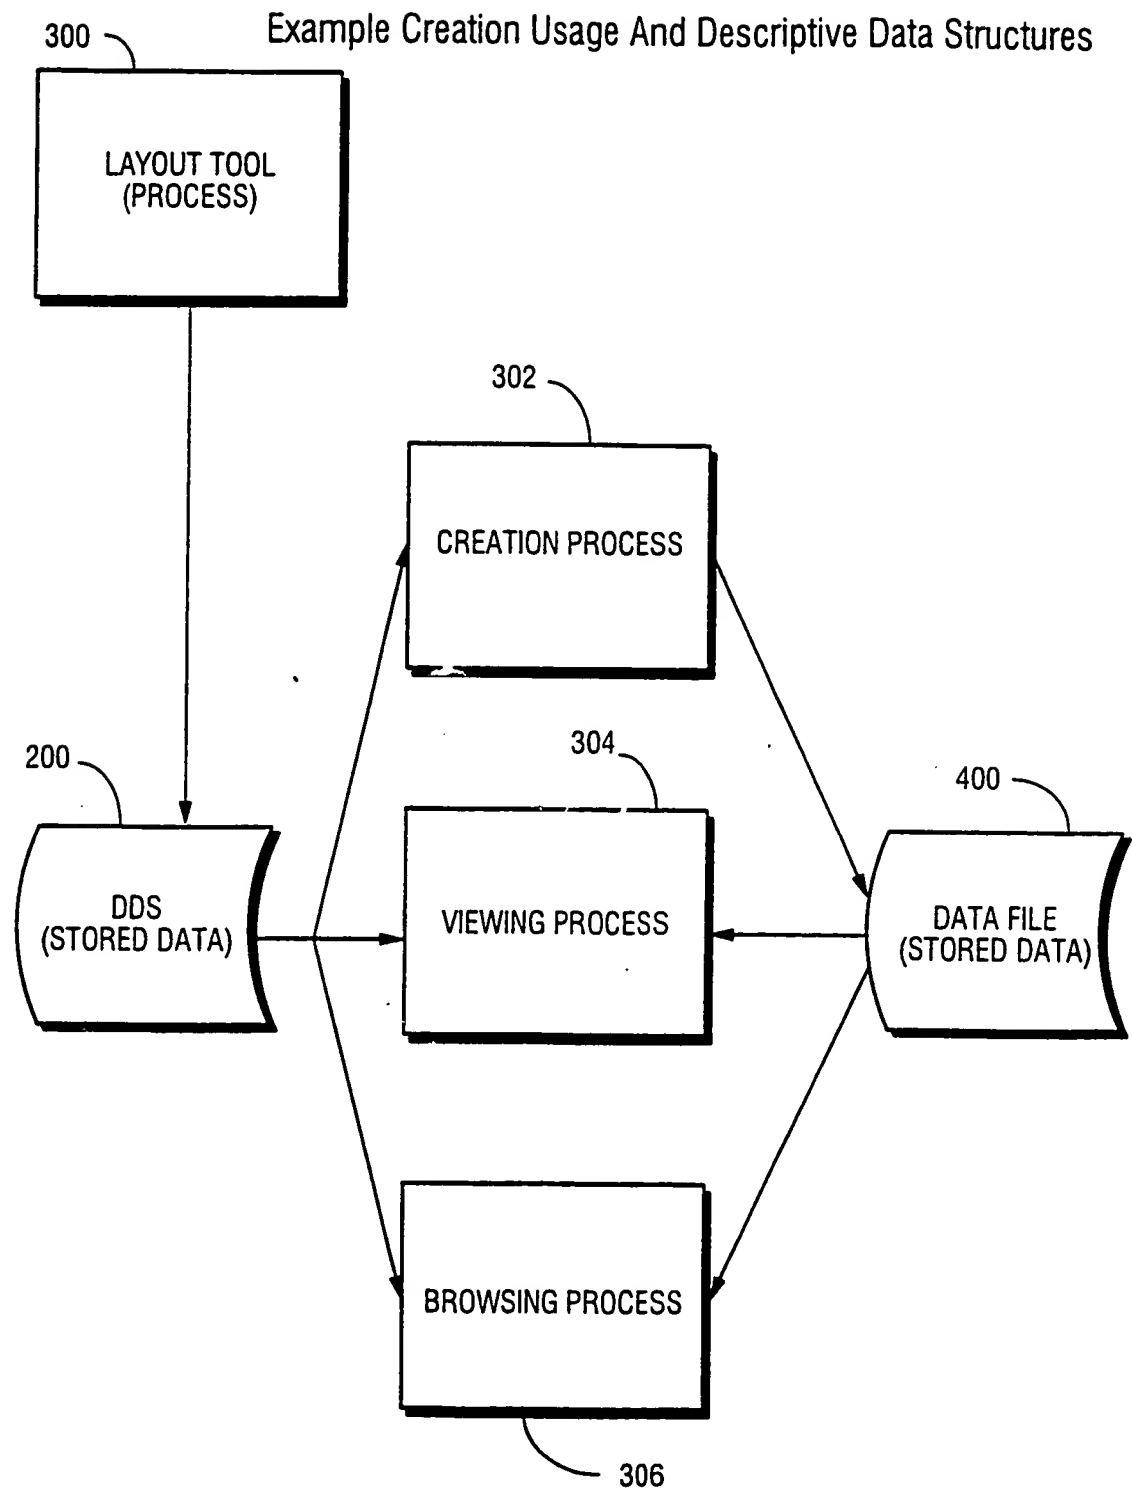 Example Creation Usage And Descriptive Data Structures
300
LAYOUT TOOL
(PROCESS)
302
CREATION PROCESS
200
DDS
(STORED DATA)
304
VIEWING PROCESS
400
DATA FILE
(STORED DATA)
BROWSING PROCESS
306